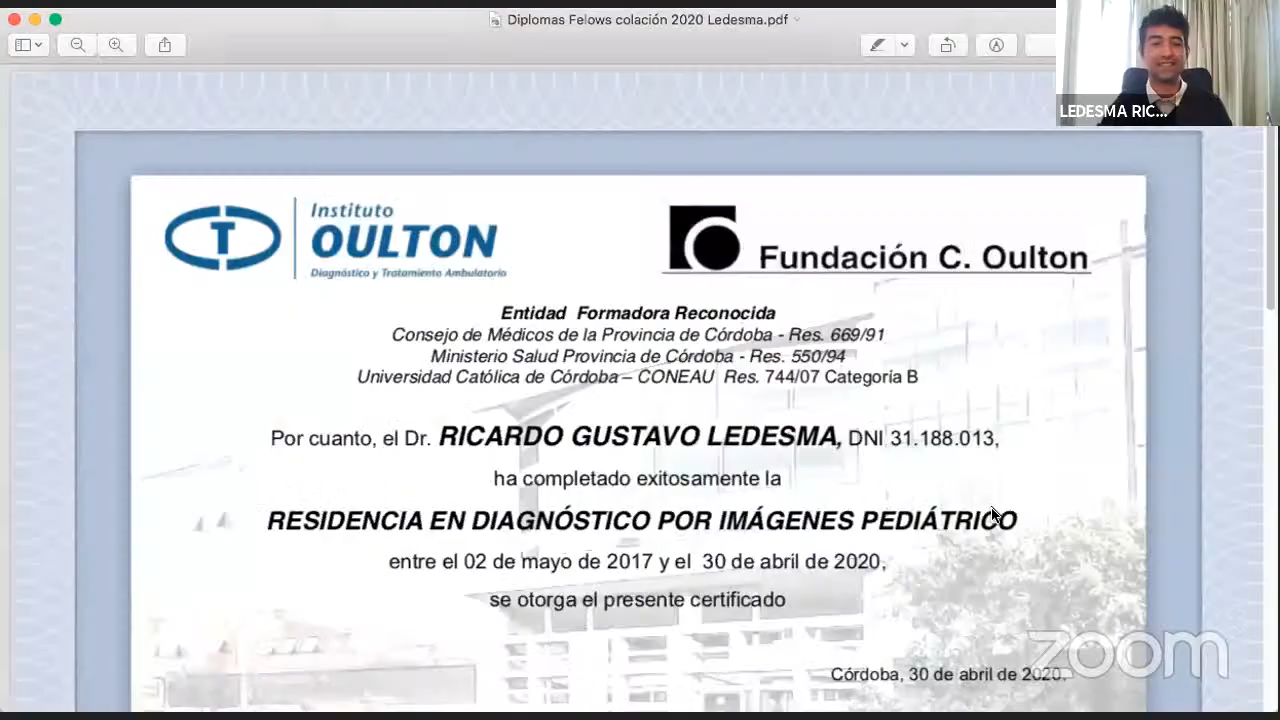 Diplomas Felows colación 2020 Ledesma.pdf
LEDESMA RIC...
Instituto
OULTON
Diagnóstico y Tratamiento Ambulatorio
Fundación C. Oulton
Entidad Formadora Reconocida
Consejo de Médicos de la Provincia de Córdoba - Res. 669/91
Ministerio Salud Provincia de Córdoba - Res. 550/94
Universidad Católica de Córdoba – CONEAU Res. 744/07 Categoría B
Por cuanto, el Dr. RICARDO GUSTAVO LEDESMA, DNI 31.188.013,
ha completado exitosamente la
RESIDENCIA EN DIAGNÓSTICO POR IMÁGENES PEDIÁTRICO
entre el 02 de mayo de 2017 y el 30 de abril de 2020,
se otorga el presente certificado
Córdoba, 30 de abril de 2020,
zoom